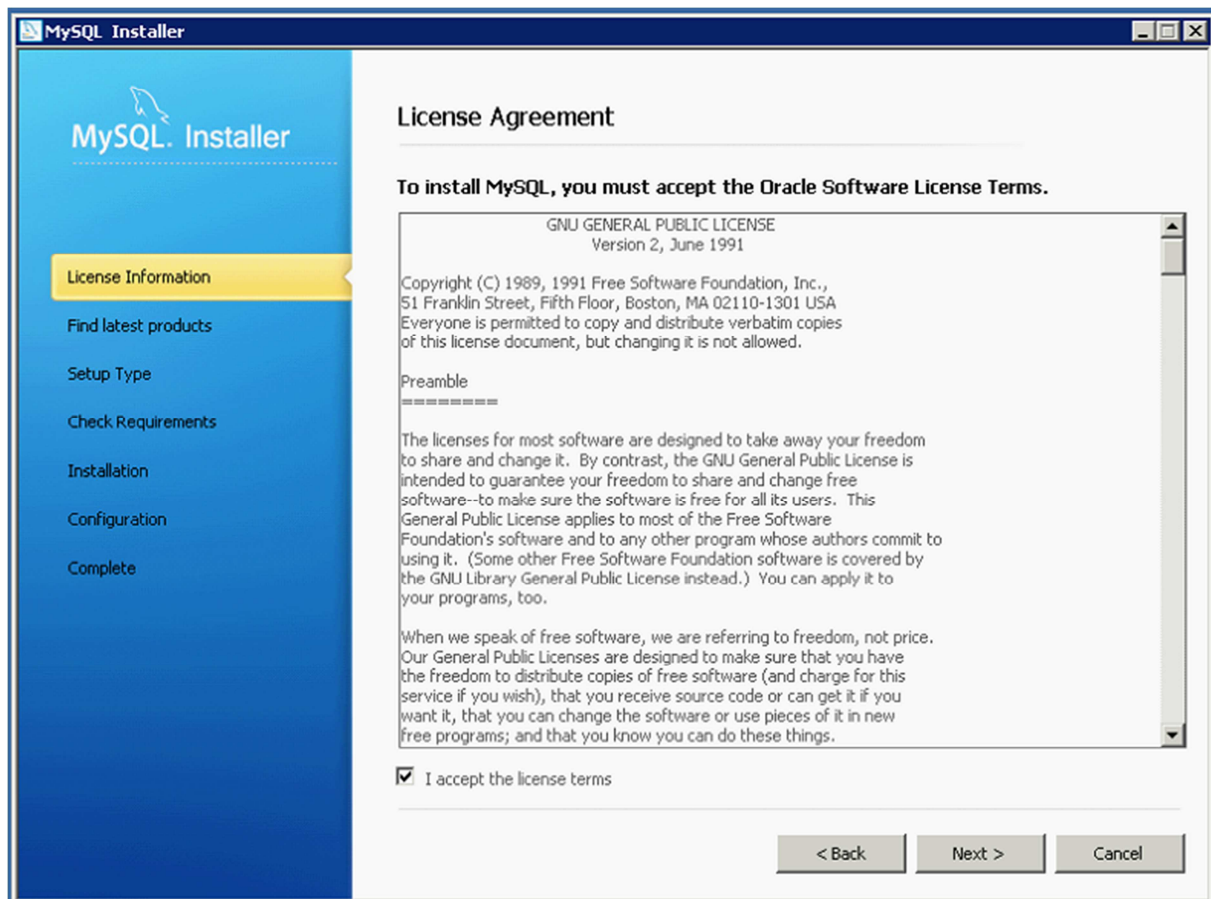 MySQL Installer
MySQL. Installer
License Information
Find latest products
Setup Type
Check Requirements
Installation
Configuration
Complete
License Agreement
To install MySQL, you must accept the Oracle Software License Terms.
GNU GENERAL PUBLIC LICENSE
Version 2, June 1991
Copyright (C) 1989, 1991 Free Software Foundation, Inc.,
51 Franklin Street, Fifth Floor, Boston, MA 02110-1301 USA
Everyone is permitted to copy and distribute verbatim copies
of this license document, but changing it is not allowed.
Preamble
========
The licenses for most software are designed to take away your freedom
to share and change it.  By contrast, the GNU General Public License is
intended to guarantee your freedom to share and change free
software--to make sure the software is free for all its users.  This
General Public License applies to most of the Free Software
Foundation's software and to any other program whose authors commit to
using it.  (Some other Free Software Foundation software is covered by
the GNU Library General Public License instead.)  You can apply it to
your programs, too.
When we speak of free software, we are referring to freedom, not price.
Our General Public Licenses are designed to make sure that you have
the freedom to distribute copies of free software (and charge for this
service if you wish), that you receive source code or can get it if you
want it, that you can change the software or use pieces of it in new
free programs; and that you know you can do these things.
I accept the license terms
< Back
Next >
Cancel